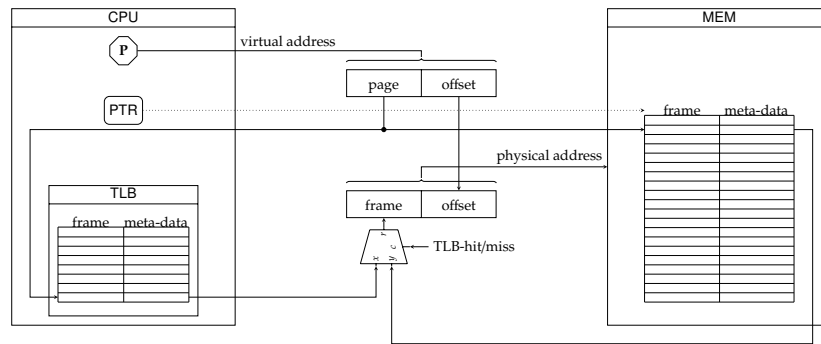 CPU
MEM
P
virtual address
page offset
PTR
frame meta-data
physical address
TLB
frame offset
frame meta-data
r
c
TLB-hit/miss
x y